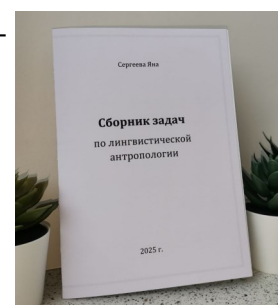 Сергеева Яна
Сборник задач
по лингвистической
антропологии
2025 г.